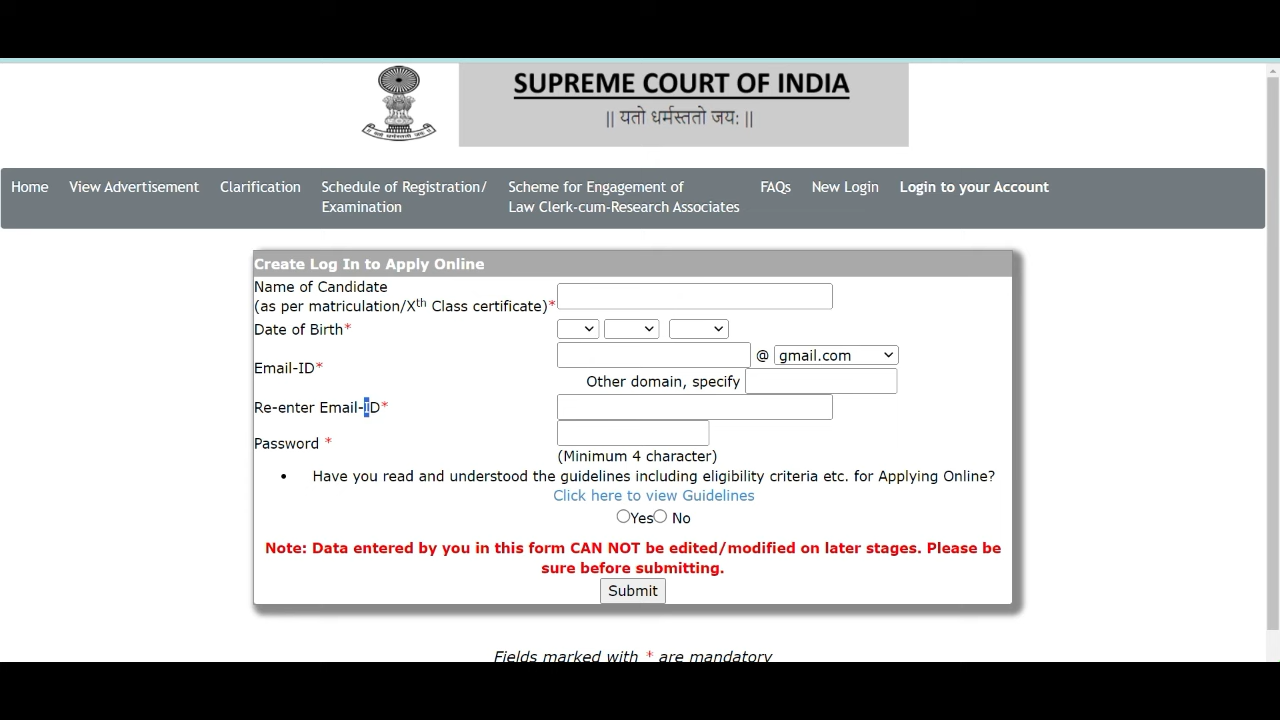 SUPREME COURT OF INDIA
|| यतो धर्मस्ततो जय: ||
Home View Advertisement Clarification Schedule of Registration/ Examination Scheme for Engagement of Law Clerk-cum-Research Associates FAQs New Login Login to your Account
Create Log In to Apply Online
Name of Candidate
(as per matriculation/Xth Class certificate)*
Date of Birth*
Email-ID* @ gmail.com
Other domain, specify
Re-enter Email-ID*
Password *
(Minimum 4 character)
• Have you read and understood the guidelines including eligibility criteria etc. for Applying Online?
Click here to view Guidelines
Yes No
Note: Data entered by you in this form CAN NOT be edited/modified on later stages. Please be
sure before submitting.
Submit
Fields marked with * are mandatory